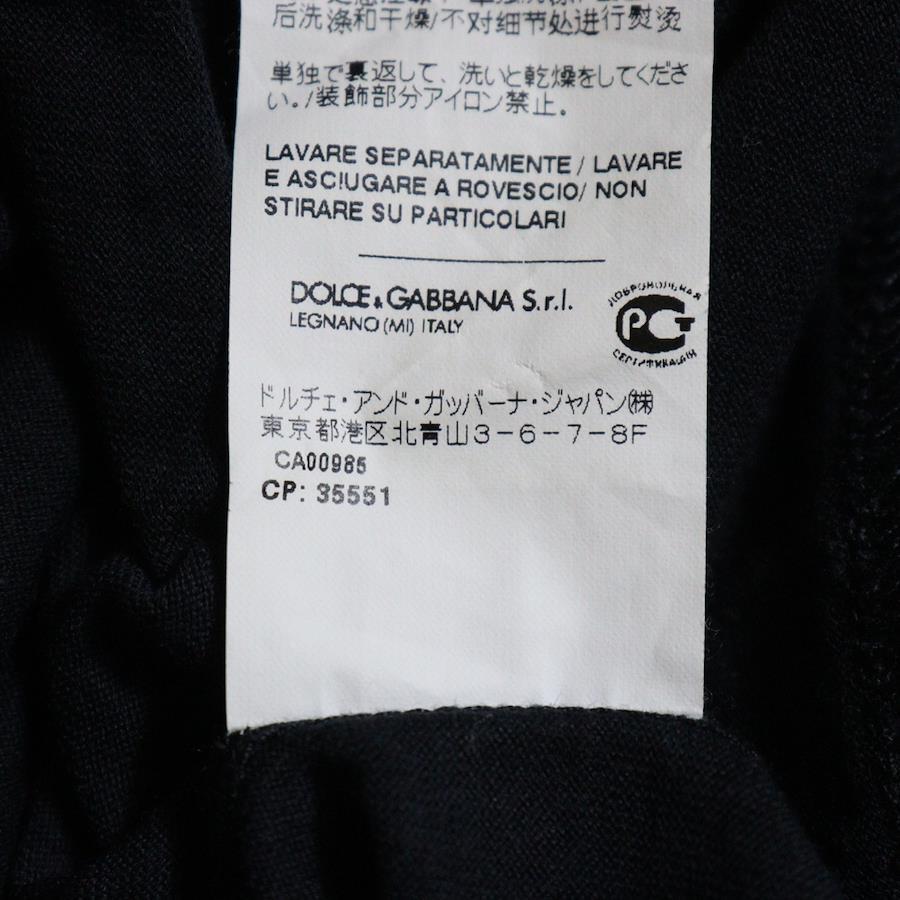 后洗涤和干燥/不对细节处进行熨烫
単独で裏返して、洗いと乾燥をしてくださ
い。/装飾部分アイロン禁止.
LAVARE SEPARATAMENTE / LAVARE
E ASCIUGARE A ROVESCIO/ NON
STIRARE SU PARTICOLARI
DOLCE & GABBANA S.r.l.
LEGNANO (MI) ITALY
ДОБРОВОЛЬНАЯ
РСТ
СЕРТИФИКАЦИЯ
ドルチェ・アンド・ガッバーナ・ジャパン㈱
東京都港区北青山3-6-7-8F
CA00985
CP: 35551